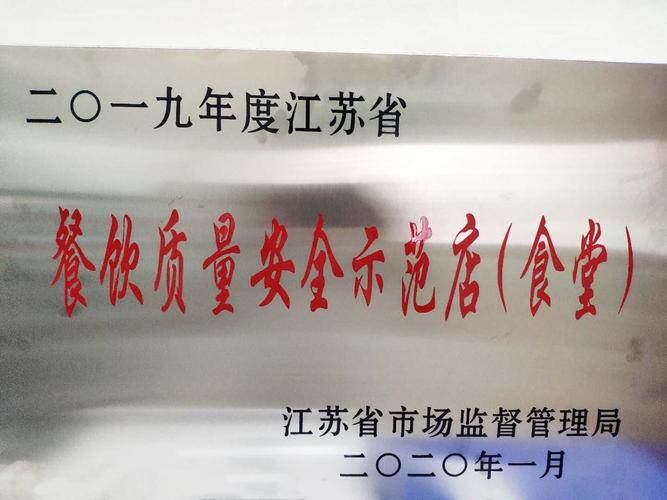 二〇一九年度江苏省
餐饮质量安全示范店(食堂)
江苏省市场监督管理局
二〇二〇年一月